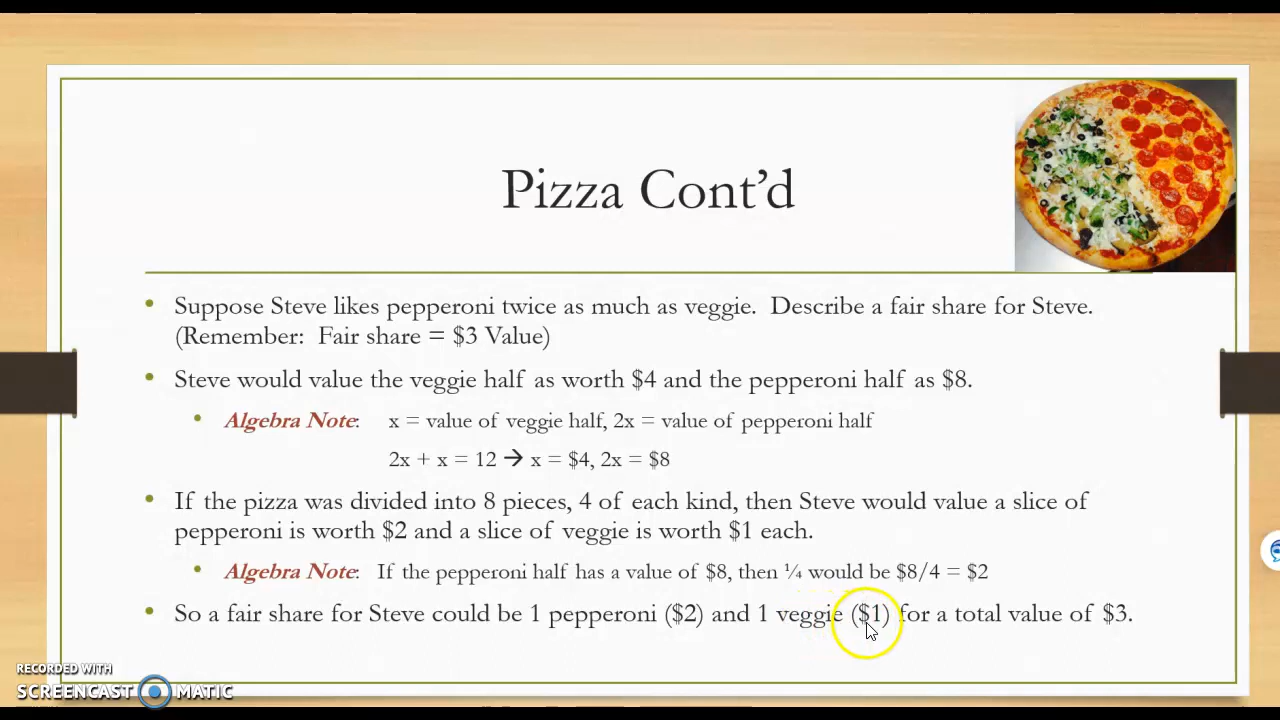 Pizza Cont’d
• Suppose Steve likes pepperoni twice as much as veggie.  Describe a fair share for Steve.
(Remember:  Fair share = $3 Value)
• Steve would value the veggie half as worth $4 and the pepperoni half as $8.
• Algebra Note:    x = value of veggie half, 2x = value of pepperoni half
2x + x = 12 → x = $4, 2x = $8
• If the pizza was divided into 8 pieces, 4 of each kind, then Steve would value a slice of
pepperoni is worth $2 and a slice of veggie is worth $1 each.
• Algebra Note:   If the pepperoni half has a value of $8, then ¼ would be $8/4 = $2
• So a fair share for Steve could be 1 pepperoni ($2) and 1 veggie ($1) for a total value of $3.
RECORDED WITH
SCREENCAST MATIC